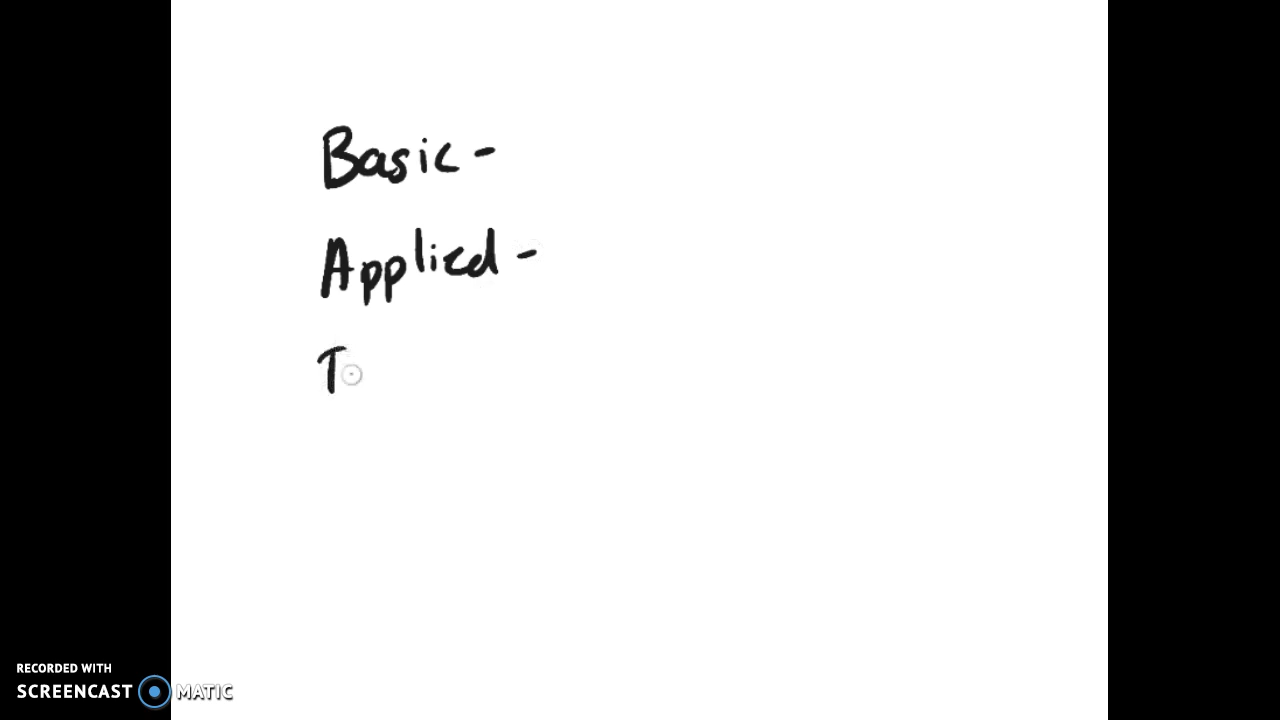 Basic -
Applied -
T
RECORDED WITH
SCREENCAST MATIC